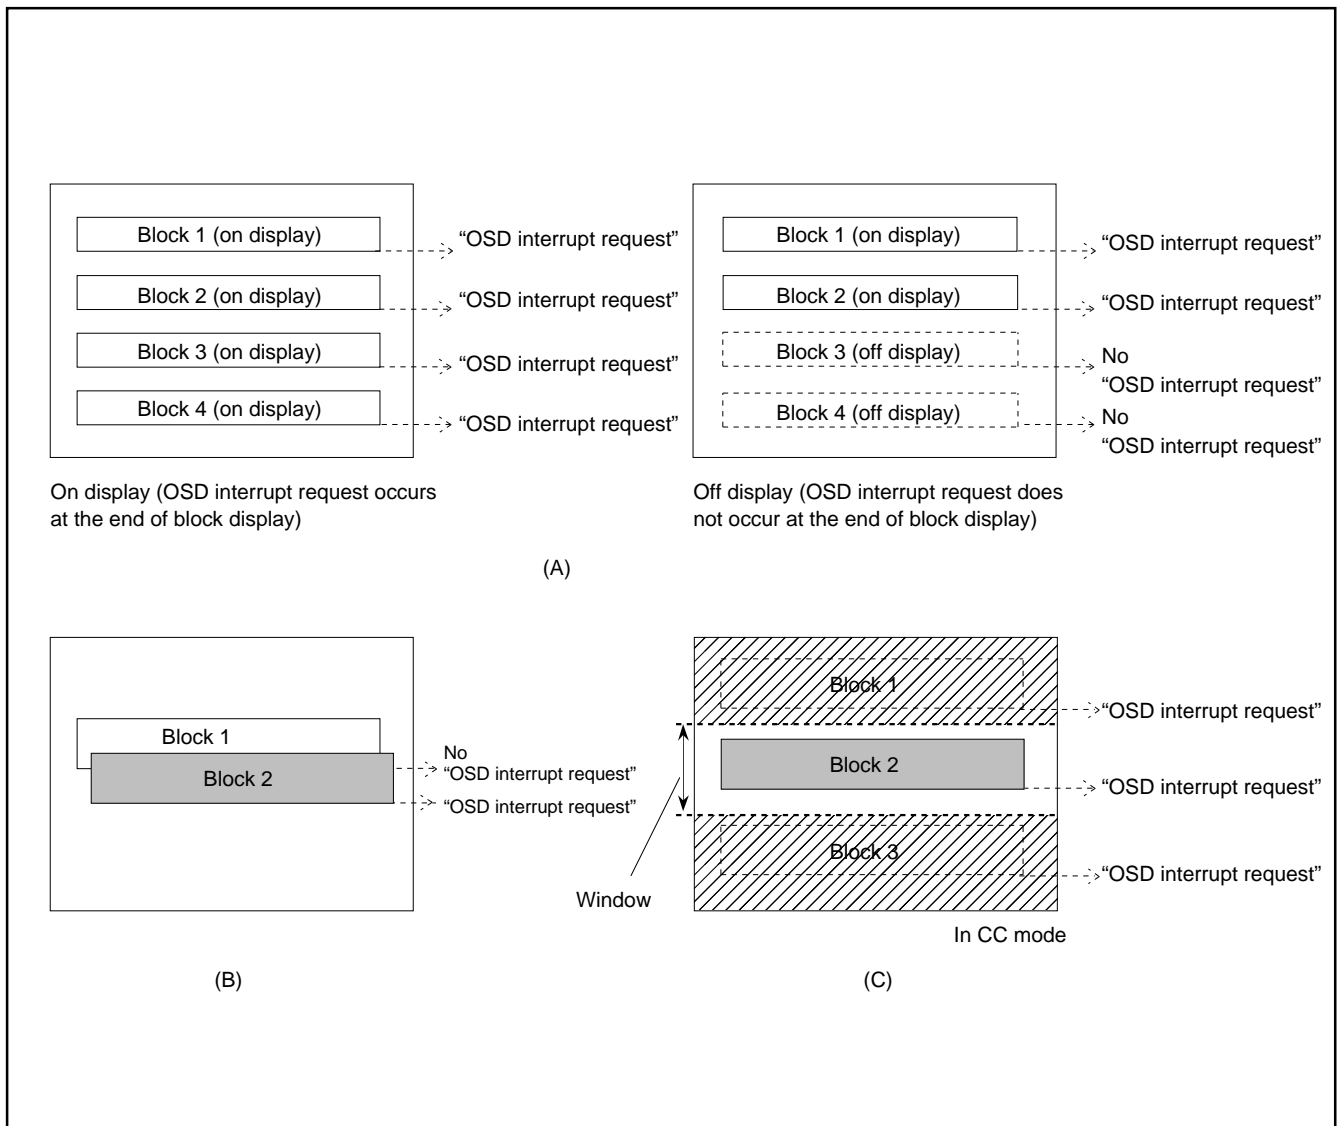 Block 1 (on display)
“OSD interrupt request”
Block 2 (on display)
“OSD interrupt request”
Block 3 (on display)
“OSD interrupt request”
Block 4 (on display)
“OSD interrupt request”
On display (OSD interrupt request occurs
at the end of block display)
Block 1 (on display)
“OSD interrupt request”
Block 2 (on display)
“OSD interrupt request”
Block 3 (off display)
No
“OSD interrupt request”
Block 4 (off display)
No
“OSD interrupt request”
Off display (OSD interrupt request does
not occur at the end of block display)
(A)
Block 1
Block 2
No
“OSD interrupt request”
“OSD interrupt request”
(B)
Block 1
“OSD interrupt request”
Block 2
“OSD interrupt request”
Block 3
“OSD interrupt request”
Window
In CC mode
(C)